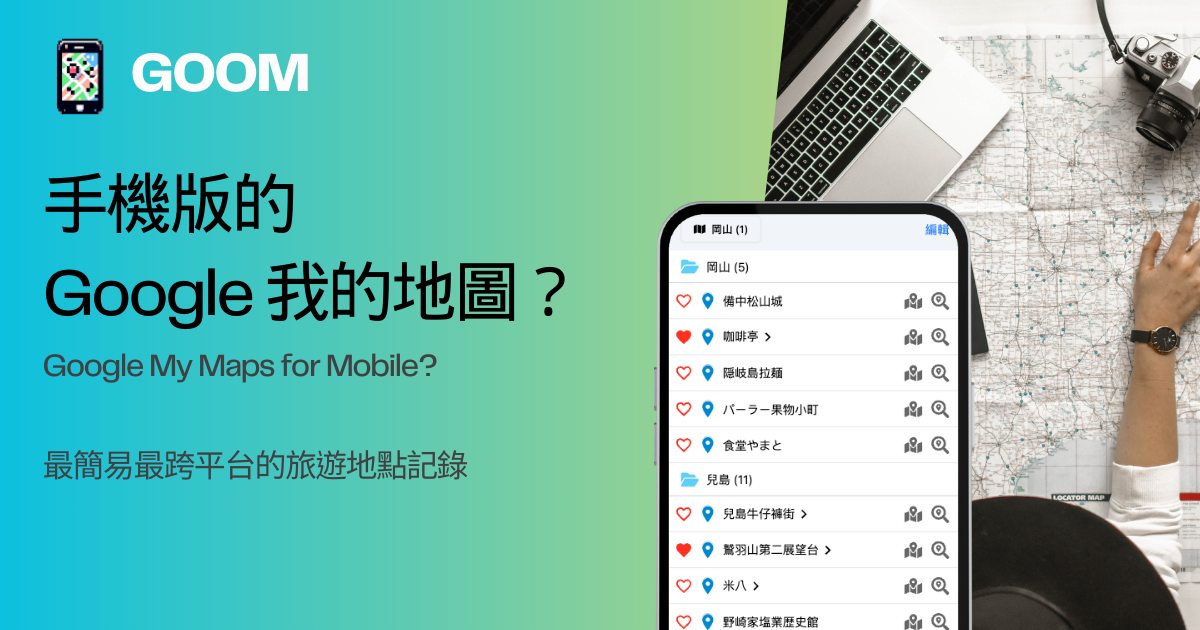 GOOM
手機版的
Google 我的地圖？
Google My Maps for Mobile?
最簡易最跨平台的旅遊地點記錄
岡山 (1)
編輯
岡山 (5)
備中松山城
咖啡亭
隠岐島拉麺
パーラー果物小町
食堂やまと
兒島 (11)
兒島牛仔褲街
鷲羽山第二展望台
米八
野崎家塩業歴史館
LOCATOR MAP